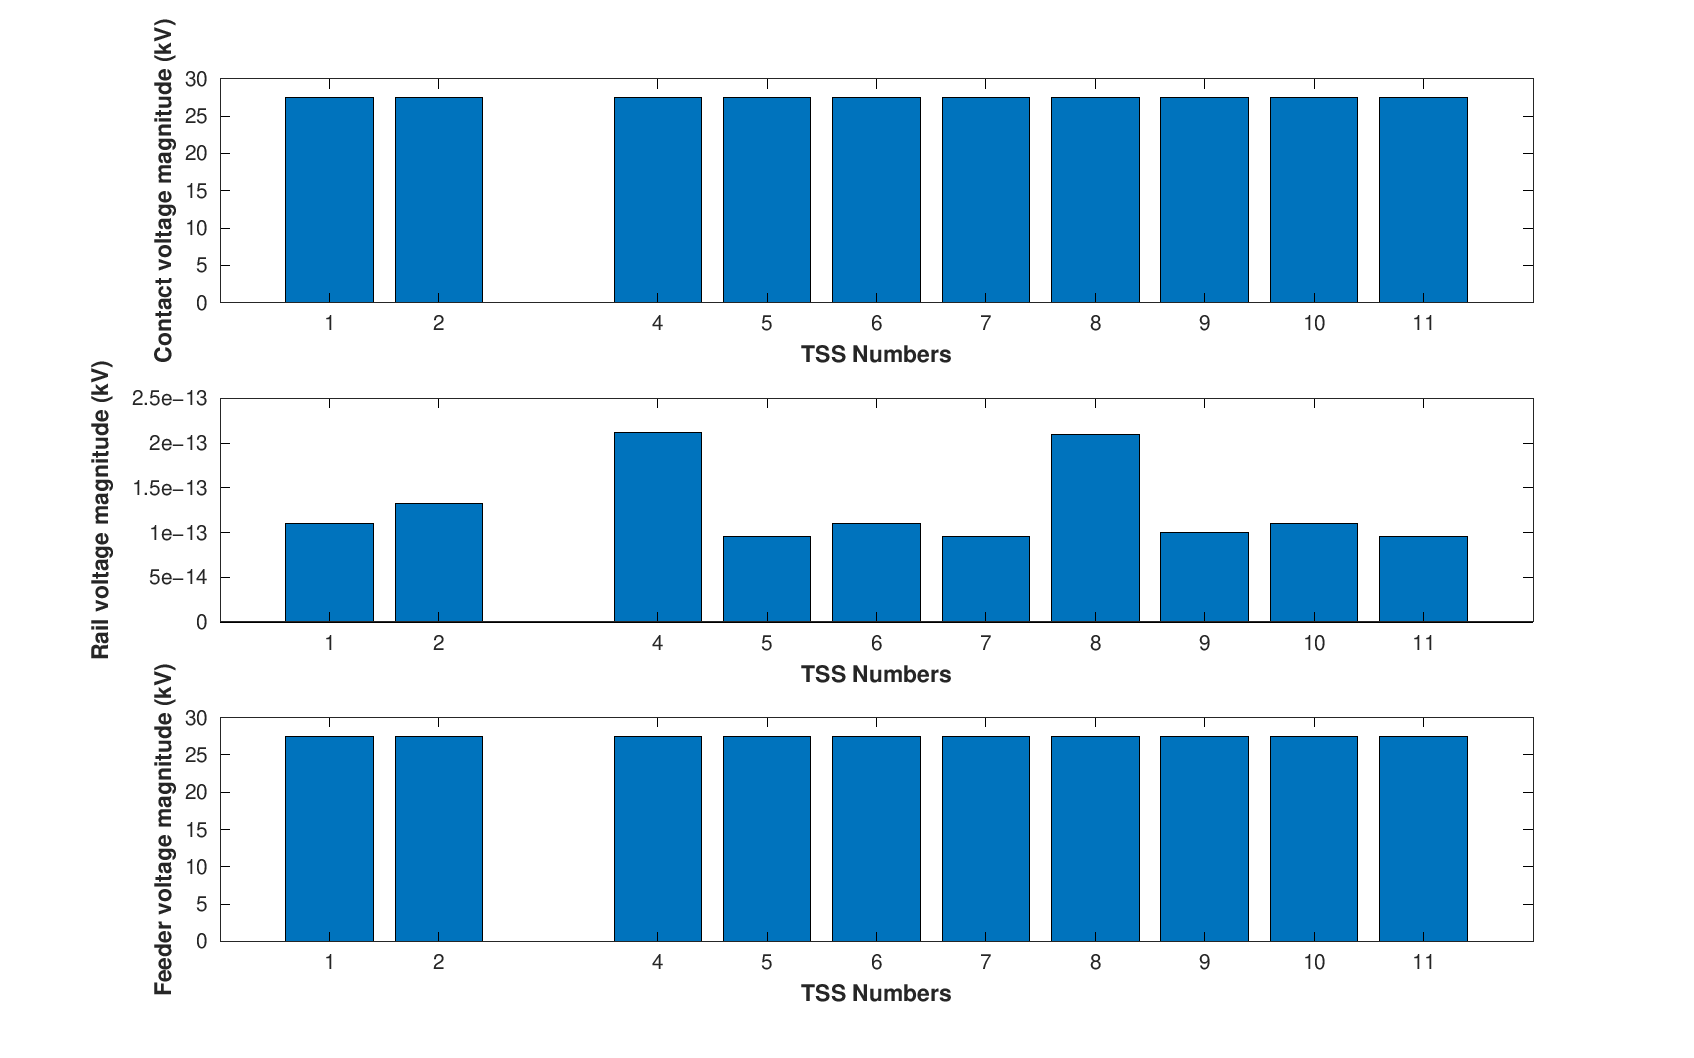 Contact voltage magnitude (kV)
30
25
20
15
10
5
0
1 2 4 5 6 7 8 9 10 11
TSS Numbers
Rail voltage magnitude (kV)
2.5e−13
2e−13
1.5e−13
1e−13
5e−14
0
1 2 4 5 6 7 8 9 10 11
TSS Numbers
Feeder voltage magnitude (kV)
30
25
20
15
10
5
0
1 2 4 5 6 7 8 9 10 11
TSS Numbers